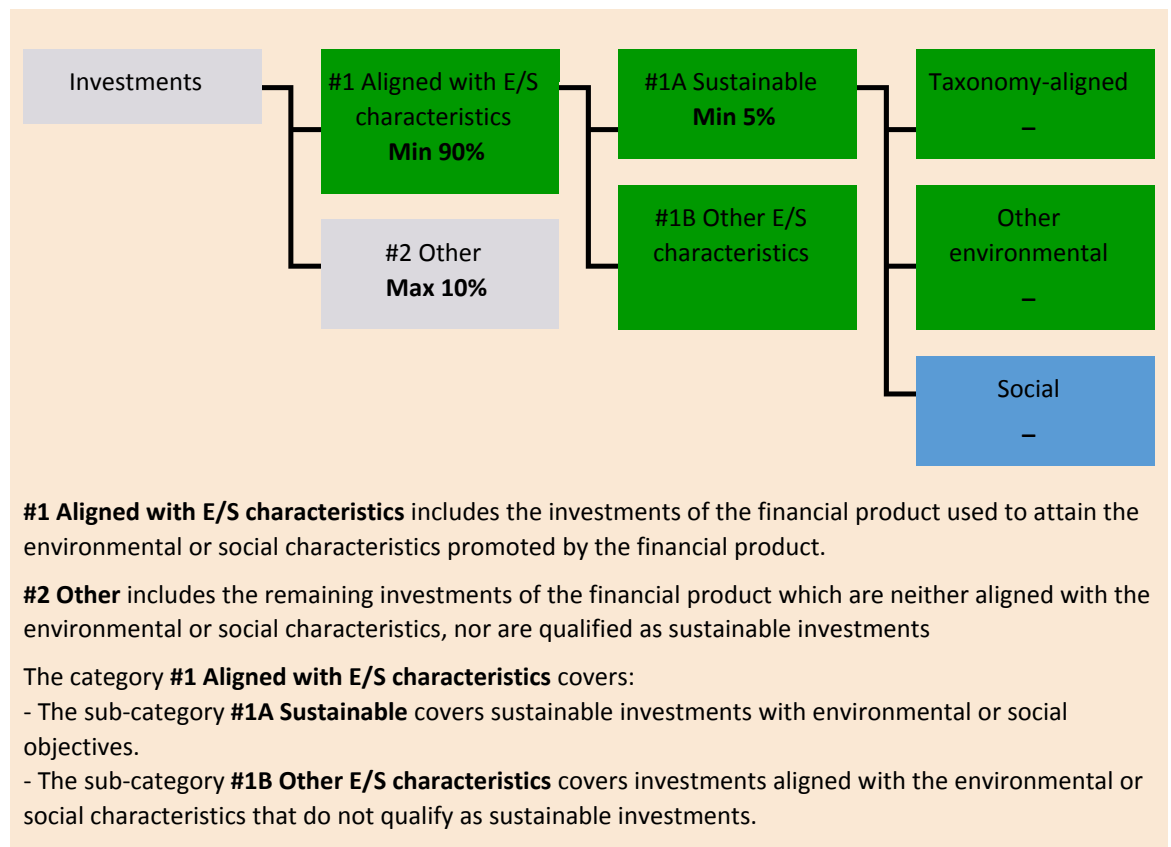 Investments
#1 Aligned with E/S
characteristics
Min 90%
#2 Other
Max 10%
#1A Sustainable
Min 5%
#1B Other E/S
characteristics
Taxonomy-aligned
–
Other
environmental
–
Social
–
#1 Aligned with E/S characteristics includes the investments of the financial product used to attain the
environmental or social characteristics promoted by the financial product.
#2 Other includes the remaining investments of the financial product which are neither aligned with the
environmental or social characteristics, nor are qualified as sustainable investments
The category #1 Aligned with E/S characteristics covers:
- The sub-category #1A Sustainable covers sustainable investments with environmental or social
objectives.
- The sub-category #1B Other E/S characteristics covers investments aligned with the environmental or
social characteristics that do not qualify as sustainable investments.